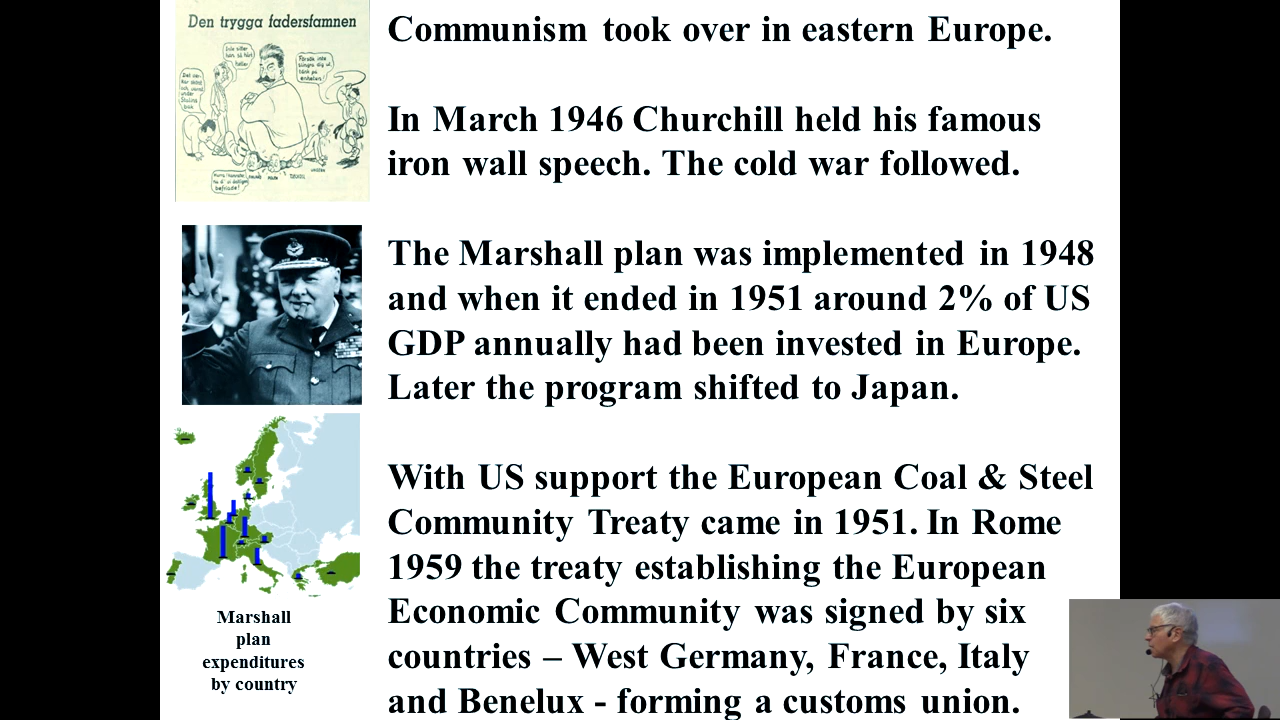 Den trygga fadersfamnen
Communism took over in eastern Europe.
In March 1946 Churchill held his famous
iron wall speech. The cold war followed.
The Marshall plan was implemented in 1948
and when it ended in 1951 around 2% of US
GDP annually had been invested in Europe.
Later the program shifted to Japan.
With US support the European Coal & Steel
Community Treaty came in 1951. In Rome
1959 the treaty establishing the European
Economic Community was signed by six
countries – West Germany, France, Italy
and Benelux - forming a customs union.
Marshall
plan
expenditures
by country